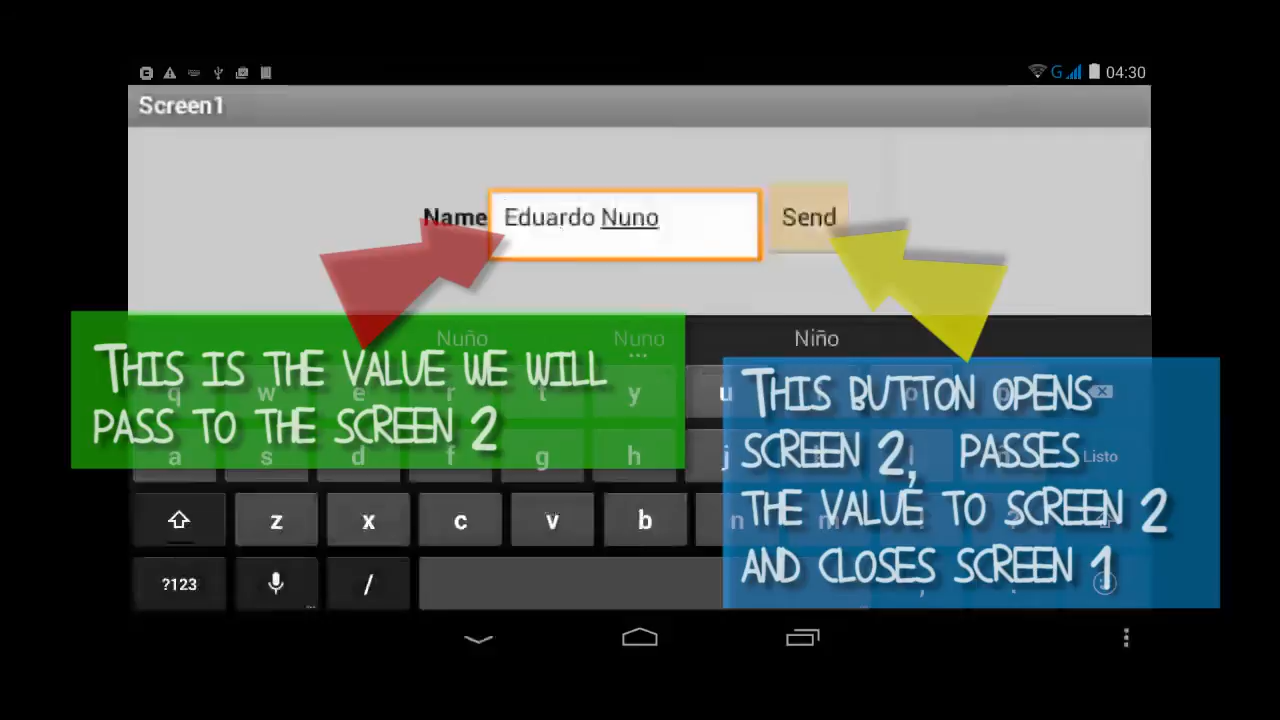 G 04:30
Screen1
Name Eduardo Nuno Send
Nuño Nuno Niño
THIS IS THE VALUE WE WILL
PASS TO THE SCREEN 2
THIS BUTTON OPENS
SCREEN 2, PASSES
THE VALUE TO SCREEN 2
AND CLOSES SCREEN 1
q w e r t y u o p
a s d f g h j l ñ Listo
z x c v b n m
?123 / , .